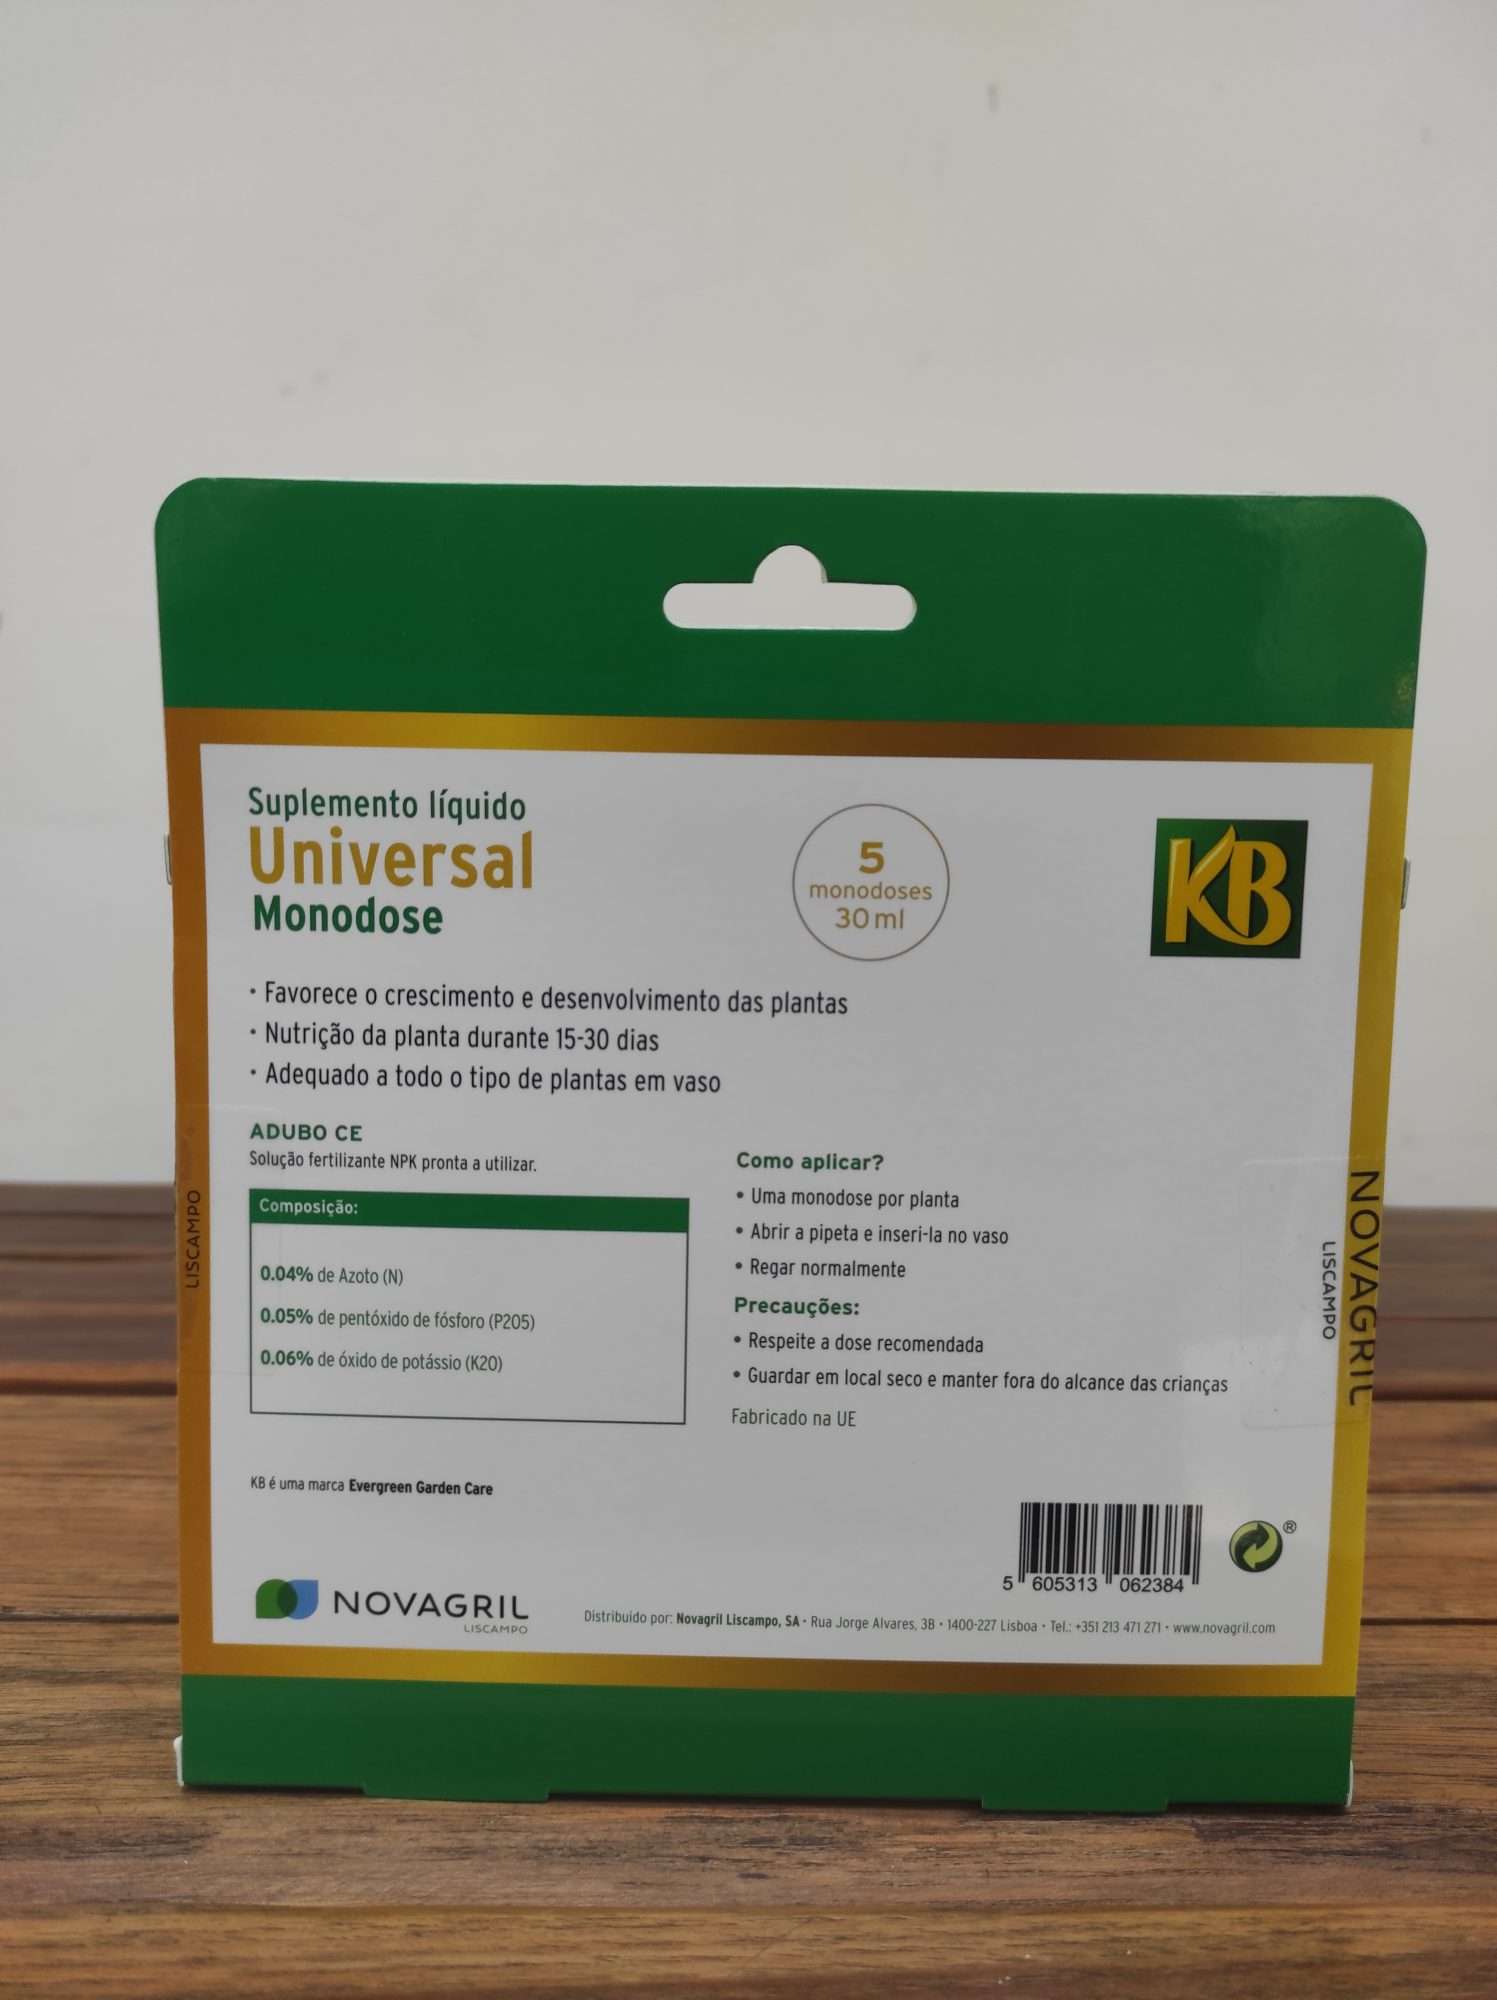 Suplemento líquido
Universal
Monodose
5
monodoses
30 ml
KB
• Favorece o crescimento e desenvolvimento das plantas
• Nutrição da planta durante 15-30 dias
• Adequado a todo o tipo de plantas em vaso
ADUBO CE
Solução fertilizante NPK pronta a utilizar.
Composição:
0.04% de Azoto (N)
0.05% de pentóxido de fósforo (P205)
0.06% de óxido de potássio (K20)
Como aplicar?
• Uma monodose por planta
• Abrir a pipeta e inseri-la no vaso
• Regar normalmente
Precauções:
• Respeite a dose recomendada
• Guardar em local seco e manter fora do alcance das crianças
Fabricado na UE
KB é uma marca Evergreen Garden Care
5 605313 062384
®
NOVAGRIL
LISCAMPO
Distribuido por: Novagril Liscampo, SA • Rua Jorge Alvares, 3B • 1400-227 Lisboa • Tel.: +351 213 471 271 • www.novagril.com
LISCAMPO
NOVAGRIL
LISCAMPO